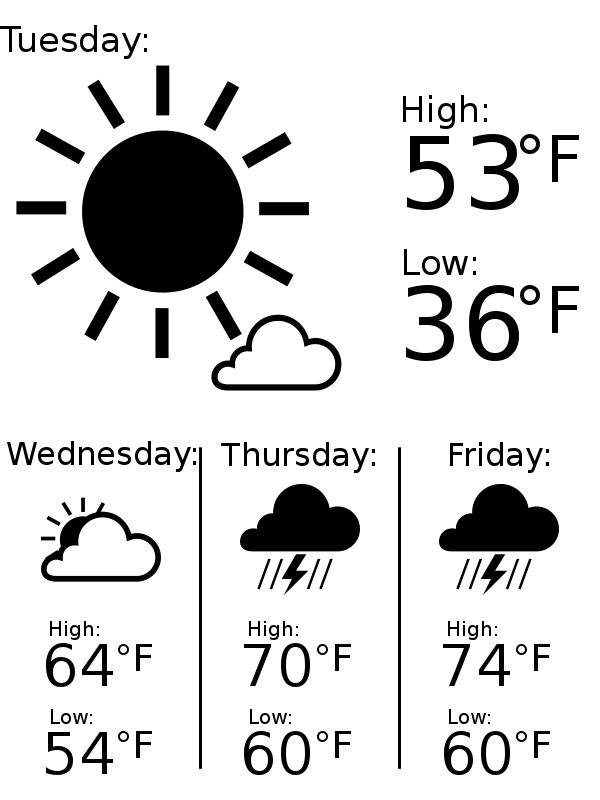 Tuesday:
High:
53°F
Low:
36°F
Wednesday:
High:
64°F
Low:
54°F
Thursday:
High:
70°F
Low:
60°F
Friday:
High:
74°F
Low:
60°F